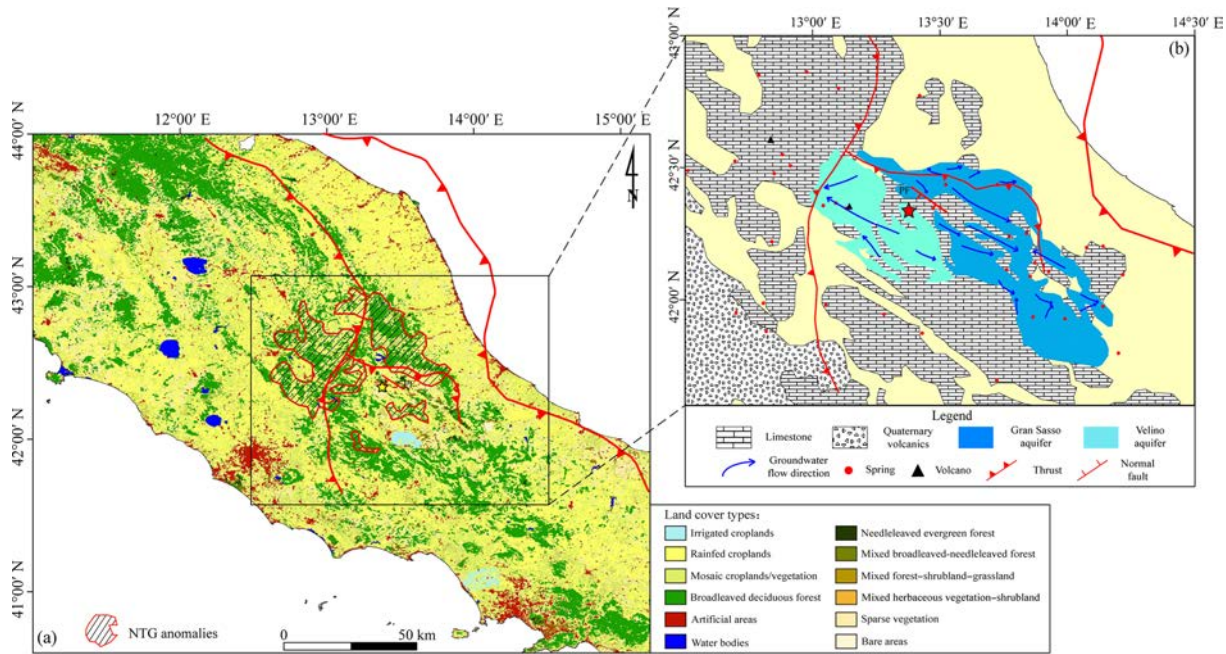 12°00′ E
13°00′ E
14°00′ E
15°00′ E
44°00′ N
43°00′ N
42°00′ N
41°00′ N
N
(a)
NTG anomalies
0
50 km
13°00′ E
13°30′ E
14°00′ E
14°30′ E
43°00′ N
42°30′ N
42°00′ N
(b)
PF
Legend
Limestone
Quaternary
volcanics
Gran Sasso
aquifer
Velino
aquifer
Groundwater
flow direction
Spring
Volcano
Thrust
Normal
fault
Land cover types:
Irrigated croplands
Rainfed croplands
Mosaic croplands/vegetation
Broadleaved deciduous forest
Artificial areas
Water bodies
Needleleaved evergreen forest
Mixed broadleaved-needleleaved forest
Mixed forest-shrubland-grassland
Mixed herbaceous vegetation-shrubland
Sparse vegetation
Bare areas